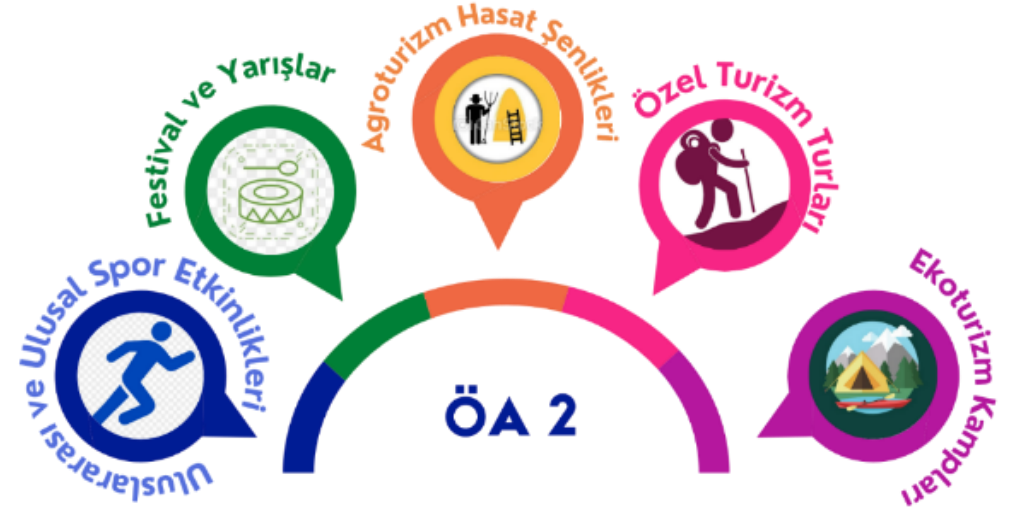 Uluslararası ve Ulusal Spor Etkinlikleri
Festival ve Yarışlar
Agroturizm Hasat Şenlikleri
Özel Turizm Turları
Ekoturizm Kampları
ÖA 2